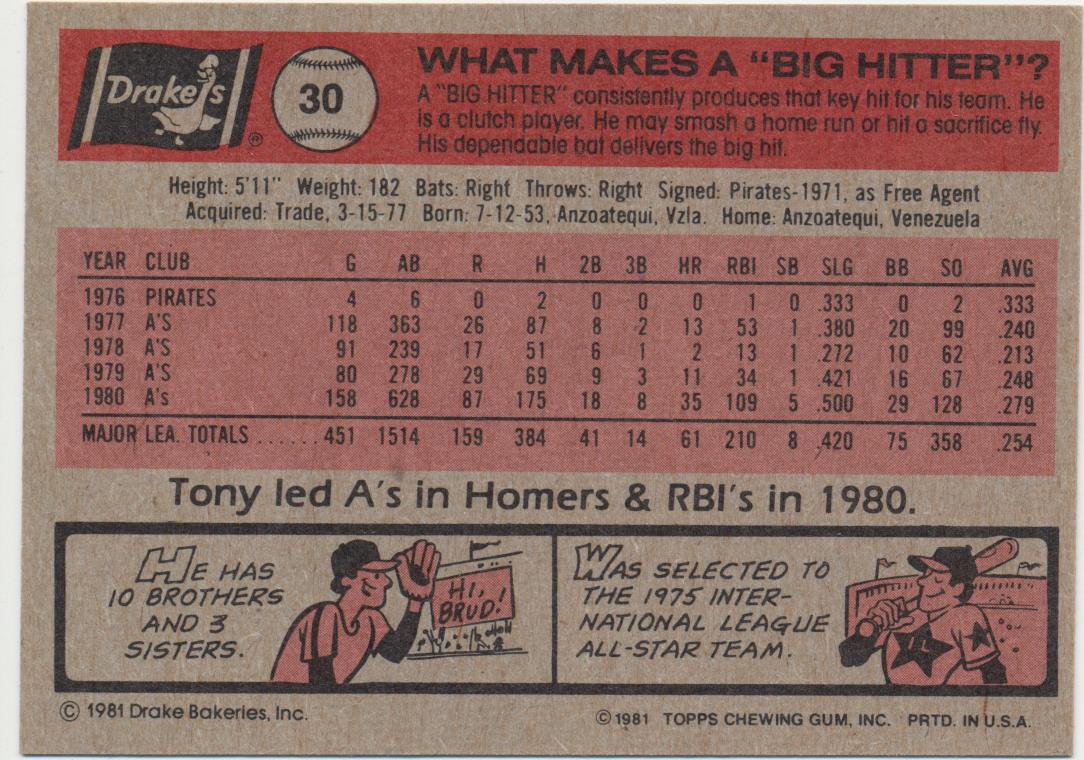 Drake's ®
30
WHAT MAKES A "BIG HITTER"?
A "BIG HITTER" consistently produces that key hit for his team. He
is a clutch player. He may smash a home run or hit a sacrifice fly.
His dependable bat delivers the big hit.
Height: 5'11" Weight: 182 Bats: Right Throws: Right Signed: Pirates-1971, as Free Agent
Acquired: Trade, 3-15-77 Born: 7-12-53, Anzoatequi, Vzla. Home: Anzoatequi, Venezuela
YEAR CLUB G AB R H 2B 3B HR RBI SB SLG BB SO AVG
1976 PIRATES 4 6 0 2 0 0 0 1 0 .333 0 2 .333
1977 A'S 118 363 26 87 8 2 13 53 1 .380 20 99 .240
1978 A'S 91 239 17 51 6 1 2 13 1 .272 10 62 .213
1979 A'S 80 278 29 69 9 3 11 34 1 .421 16 67 .248
1980 A's 158 628 87 175 18 8 35 109 5 .500 29 128 .279
MAJOR LEA. TOTALS ...... 451 1514 159 384 41 14 61 210 8 .420 75 358 .254
Tony led A's in Homers & RBI's in 1980.
HE HAS
10 BROTHERS
AND 3
SISTERS.
HI,
BRUD!
WAS SELECTED TO
THE 1975 INTER-
NATIONAL LEAGUE
ALL-STAR TEAM.
IL
© 1981 Drake Bakeries, Inc.
© 1981 TOPPS CHEWING GUM, INC. PRTD. IN U.S.A.